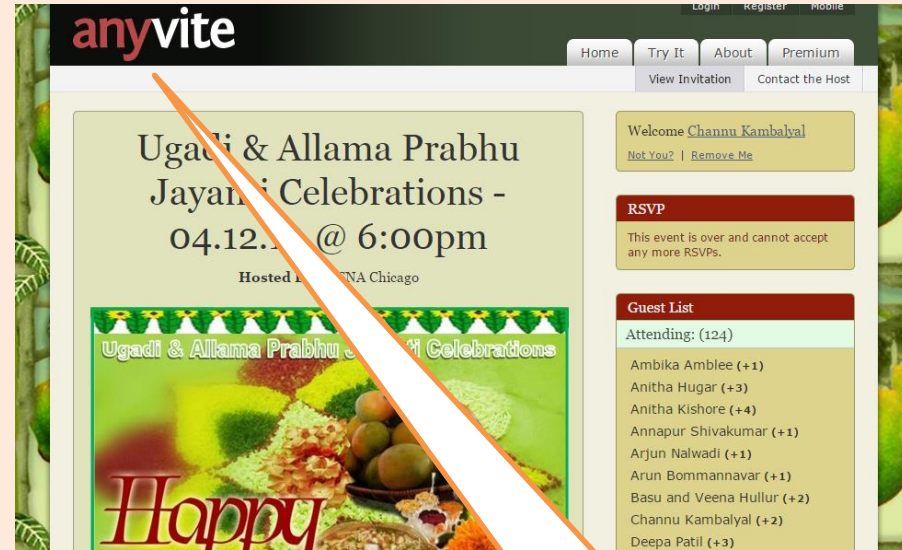 anyvite
Login Register Mobile
Home Try It About Premium
View Invitation Contact the Host
Ugadi & Allama Prabhu
Celebrations -
@ 6:00pm
Hosted Chicago
Ugadi & Allama Prabhu Celebrations
Happy
Welcome Channu Kambalyal
Not You? | Remove Me
RSVP
This event is over and cannot accept
any more RSVPs.
Guest List
Attending: (124)
Ambika Amblee (+1)
Anitha Hugar (+3)
Anitha Kishore (+4)
Annapur Shivakumar (+1)
Arjun Nalwadi (+1)
Arun Bommannavar (+1)
Basu and Veena Hullur (+2)
Channu Kambalyal (+2)
Deepa Patil (+3)